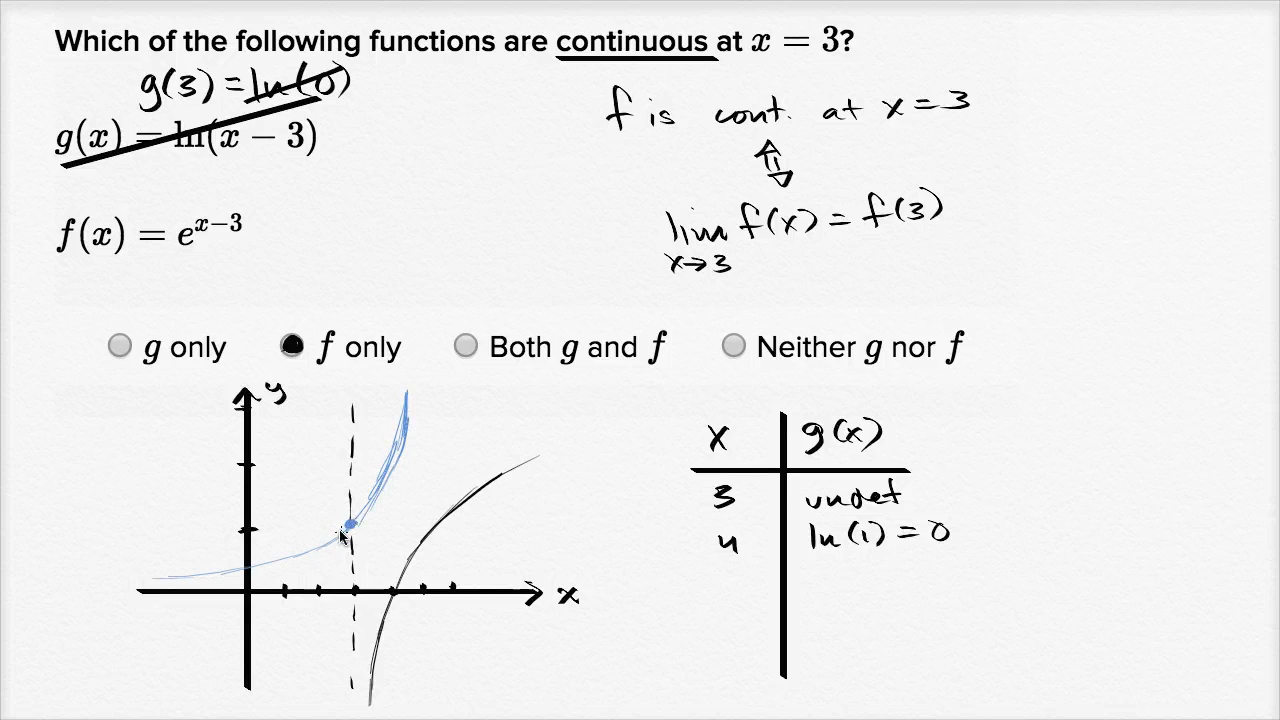 Which of the following functions are continuous at x = 3?
g(3) = ln(0)
g(x) = ln(x − 3)
f is cont. at x = 3
lim f(x) = f(3)
x→3
f(x) = e^{x−3}
g only
f only
Both g and f
Neither g nor f
y
x
x g(x)
3 undef
4 ln(1) = 0